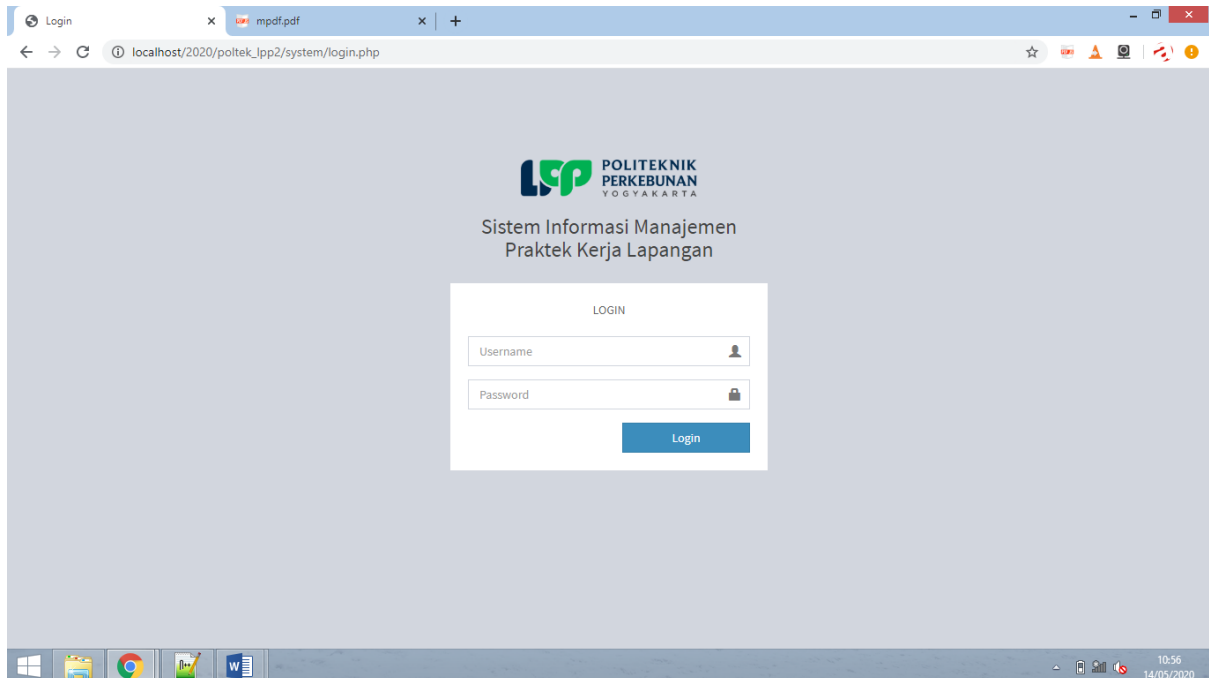 Login
mpdf.pdf
localhost/2020/poltek_lpp2/system/login.php
LPP
POLITEKNIK
PERKEBUNAN
YOGYAKARTA
Sistem Informasi Manajemen
Praktek Kerja Lapangan
LOGIN
Username
Password
Login
10:56
14/05/2020